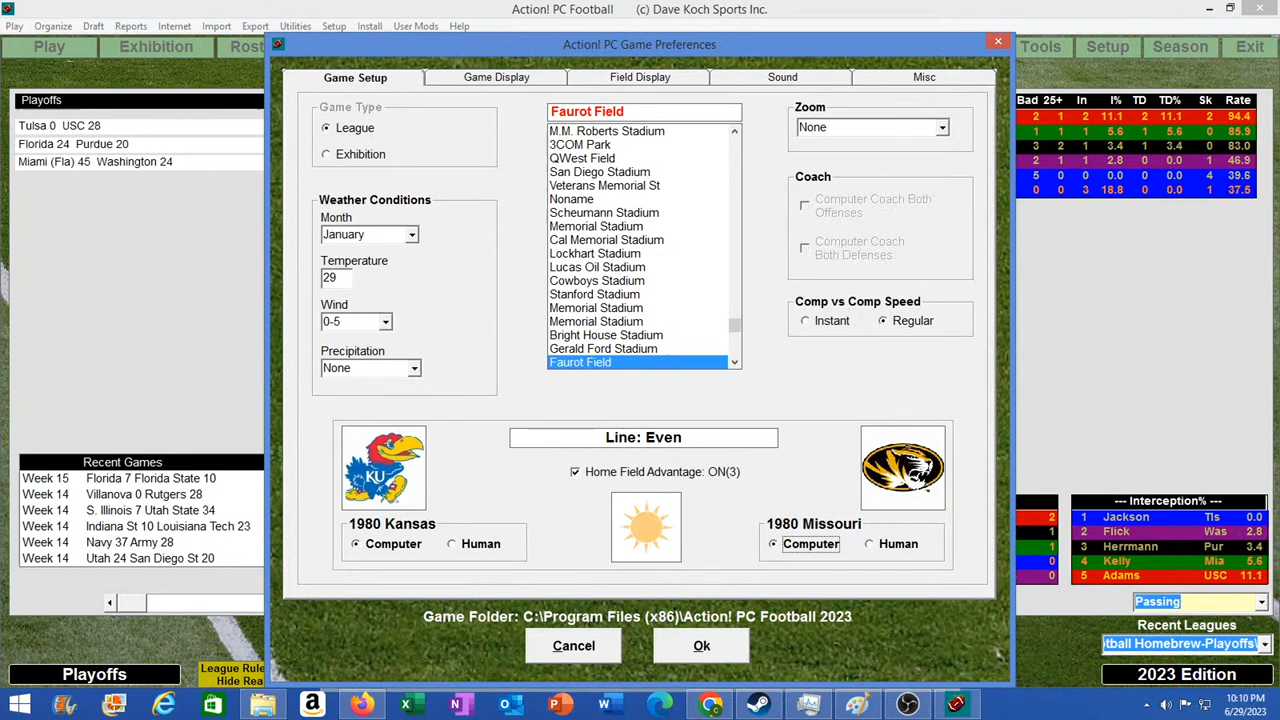 Action! PC Football (c) Dave Koch Sports Inc.
Play Organize Draft Reports Internet Import Export Utilities Setup Install User Mods Help
Play Exhibition Rost Tools Setup Season Exit
Action! PC Game Preferences
Game Setup Game Display Field Display Sound Misc
Playoffs
Tulsa 0 USC 28
Florida 24 Purdue 20
Miami (Fla) 45 Washington 24
Recent Games
Week 15 Florida 7 Florida State 10
Week 14 Villanova 0 Rutgers 28
Week 14 S. Illinois 7 Utah State 34
Week 14 Indiana St 10 Louisiana Tech 23
Week 14 Navy 37 Army 28
Week 14 Utah 24 San Diego St 20
Playoffs
League Rule
Hide Rea
Game Type
League
Exhibition
Weather Conditions
Month
January
Temperature
29
Wind
0-5
Precipitation
None
Faurot Field
M.M. Roberts Stadium
3COM Park
QWest Field
San Diego Stadium
Veterans Memorial St
Noname
Scheumann Stadium
Memorial Stadium
Cal Memorial Stadium
Lockhart Stadium
Lucas Oil Stadium
Cowboys Stadium
Stanford Stadium
Memorial Stadium
Memorial Stadium
Bright House Stadium
Gerald Ford Stadium
Faurot Field
Zoom
None
Coach
Computer Coach Both
Offenses
Computer Coach
Both Defenses
Comp vs Comp Speed
Instant Regular
KU
Line: Even
Home Field Advantage: ON(3)
1980 Kansas
Computer Human
1980 Missouri
Computer Human
Game Folder: C:\Program Files (x86)\Action! PC Football 2023
Cancel Ok
Bad 25+ In I% TD TD% Sk Rate
2 1 2 11.1 2 11.1 2 94.4
1 1 1 5.6 1 5.6 0 85.9
3 2 1 3.4 1 3.4 0 83.0
2 1 1 2.8 0 0.0 1 46.9
5 0 0 0.0 0 0.0 4 39.6
0 0 3 18.8 0 0.0 1 37.5
2
1
1
0
0
--- Interception% ---
1 Jackson Tls 0.0
2 Flick Was 2.8
3 Herrmann Pur 3.4
4 Kelly Mia 5.6
5 Adams USC 11.1
Passing
Recent Leagues
tball Homebrew-Playoffs\
2023 Edition
10:10 PM
6/29/2023